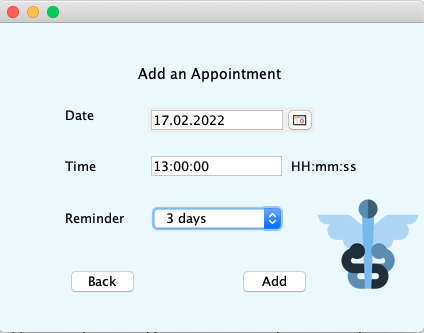 Add an Appointment
Date 17.02.2022
Time 13:00:00 HH:mm:ss
Reminder 3 days
Back Add